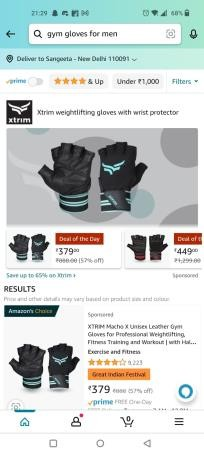 21:29
68%
gym gloves for men
Deliver to Sangeeta - New Delhi 110091
prime
& Up
Under ₹1,000
Filters
xtrim
Xtrim weightlifting gloves with wrist protector
Deal of the Day
₹379⁰⁰
₹888.00 (57% off)
Deal of t
₹449⁰⁰
₹1,299.00
Save up to 65% on Xtrim
Sponsored
RESULTS
Price and other details may vary based on product size and colour.
Amazon's Choice
Sponsored
XTRIM Macho X Unisex Leather Gym
Gloves for Professional Weightlifting,
Fitness Training and Workout | with Hal...
Exercise and Fitness
9,223
Great Indian Festival
₹379 (57% off)
prime FREE One-Day